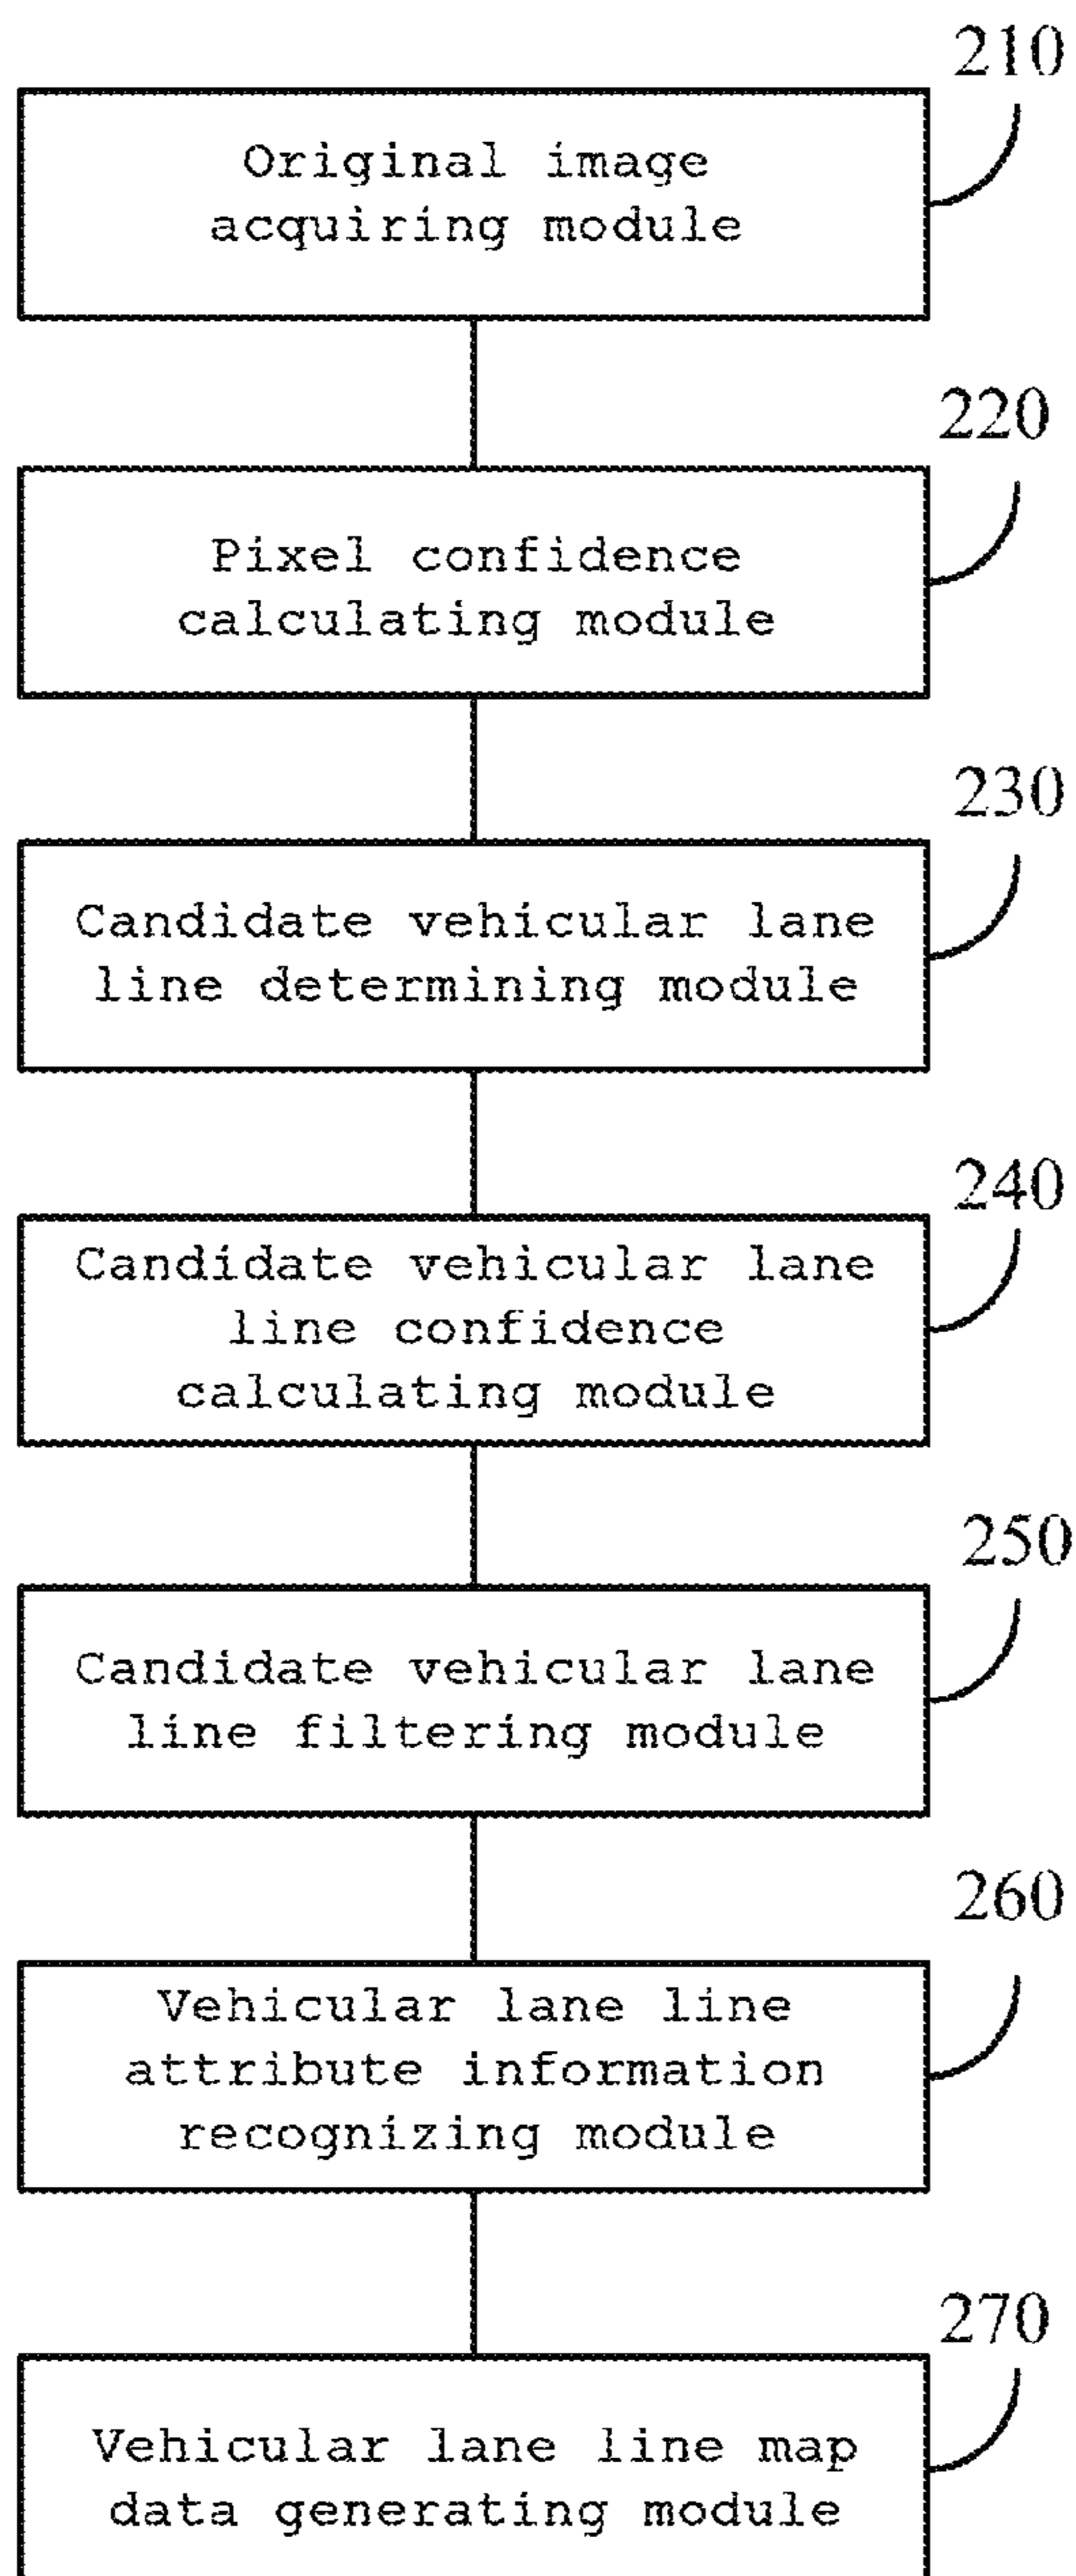 210
Original image
acquiring module
220
Pixel confidence
calculating module
230
Candidate vehicular lane
line determining module
240
Candidate vehicular lane
line confidence
calculating module
250
Candidate vehicular lane
line filtering module
260
Vehicular lane line
attribute information
recognizing module
270
Vehicular lane line map
data generating module